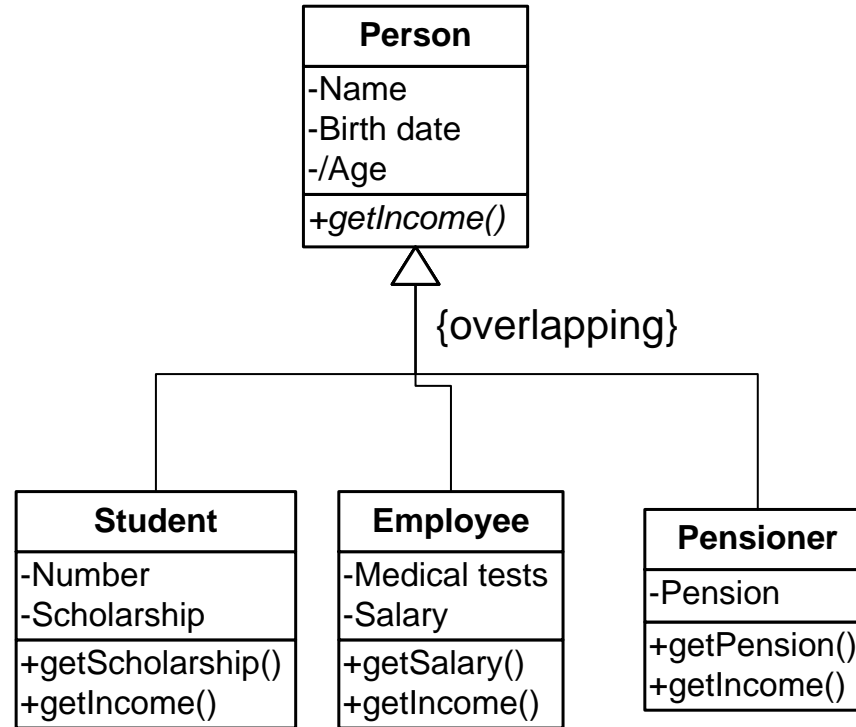 Person
-Name
-Birth date
-/Age
+getIncome()
{overlapping}
Student
-Number
-Scholarship
+getScholarship()
+getIncome()
Employee
-Medical tests
-Salary
+getSalary()
+getIncome()
Pensioner
-Pension
+getPension()
+getIncome()